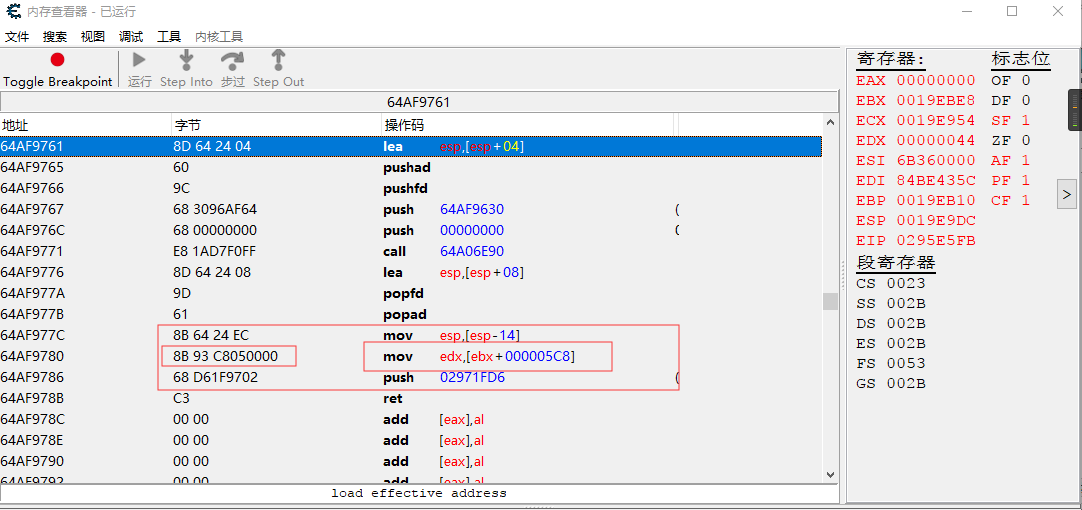 内存查看器 - 已运行
文件 搜索 视图 调试 工具 内核工具
Toggle Breakpoint 运行 Step Into 步过 Step Out
64AF9761
地址 字节 操作码
64AF9761 8D 64 24 04 lea esp,[esp+04]
64AF9765 60 pushad
64AF9766 9C pushfd
64AF9767 68 3096AF64 push 64AF9630 (
64AF976C 68 00000000 push 00000000 0
64AF9771 E8 1AD7F0FF call 64A06E90
64AF9776 8D 64 24 08 lea esp,[esp+08]
64AF977A 9D popfd
64AF977B 61 popad
64AF977C 8B 64 24 EC mov esp,[esp-14]
64AF9780 8B 93 C8050000 mov edx,[ebx+000005C8]
64AF9786 68 D61F9702 push 02971FD6 (
64AF978B C3 ret
64AF978C 00 00 add [eax],al
64AF978E 00 00 add [eax],al
64AF9790 00 00 add [eax],al
64AF9792 00 00 add [eax],al
load effective address
寄存器: 标志位
EAX 00000000 OF 0
EBX 0019EBE8 DF 0
ECX 0019E954 SF 1
EDX 00000044 ZF 0
ESI 6B360000 AF 1
EDI 84BE435C PF 1
EBP 0019EB10 CF 1
ESP 0019E9DC
EIP 0295E5FB
段寄存器
CS 0023
SS 002B
DS 002B
ES 002B
FS 0053
GS 002B
>